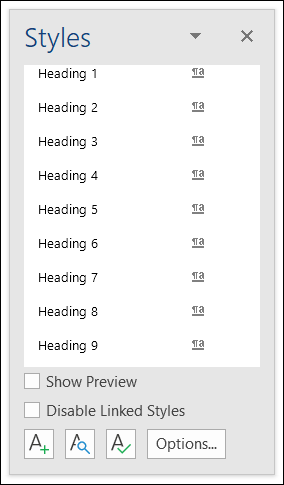 Styles
Heading 1 ¶a
Heading 2 ¶a
Heading 3 ¶a
Heading 4 ¶a
Heading 5 ¶a
Heading 6 ¶a
Heading 7 ¶a
Heading 8 ¶a
Heading 9 ¶a
Show Preview
Disable Linked Styles
A A A Options...